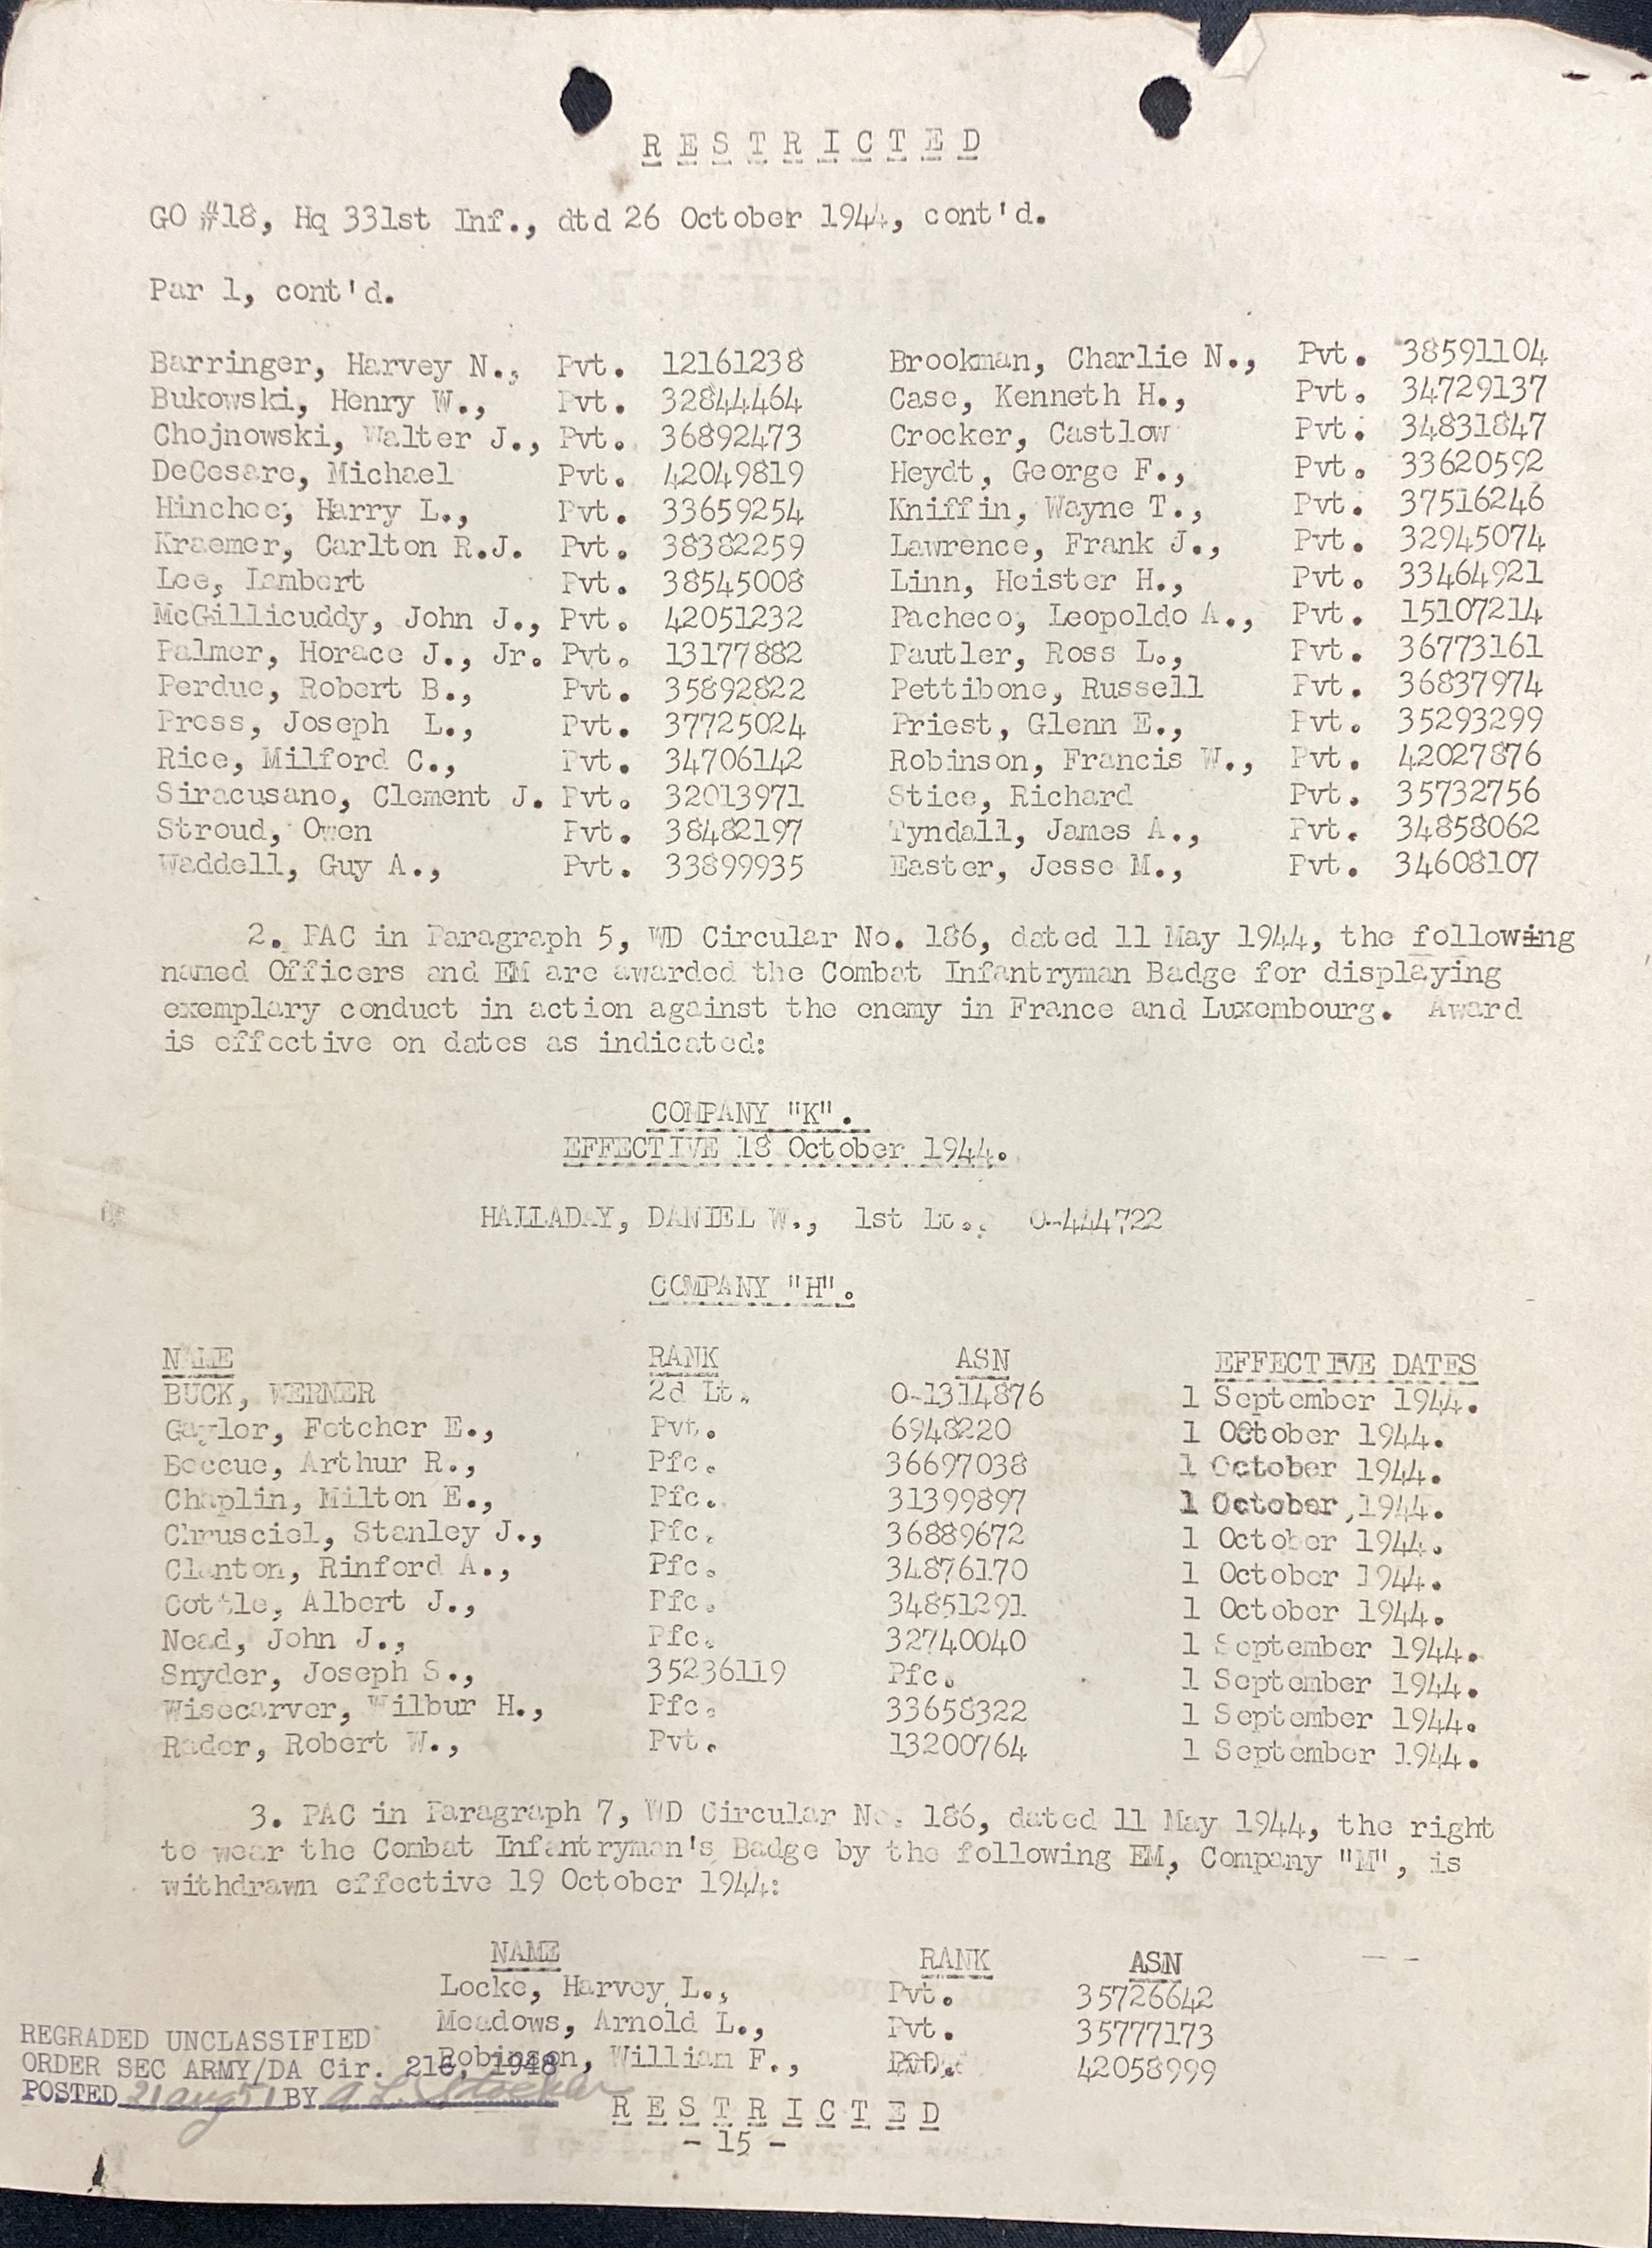 R E S T R I C T E D
GO #18, Hq 331st Inf., dtd 26 October 1944, cont'd.
Par 1, cont'd.
Barringer, Harvey N., Pvt. 12161238 Brookman, Charlie N., Pvt. 38591104
Bukowski, Henry W., Pvt. 32844464 Case, Kenneth H., Pvt. 34729137
Chojnowski, Walter J., Pvt. 36892473 Crocker, Castlow Pvt. 34831847
DeCesare, Michael Pvt. 42049819 Heydt, George F., Pvt. 33620592
Hinchee, Harry L., Pvt. 33659254 Kniffin, Wayne T., Pvt. 37516246
Kraemer, Carlton R.J. Pvt. 38382259 Lawrence, Frank J., Pvt. 32945074
Lee, Lambert Pvt. 38545008 Linn, Heister H., Pvt. 33464921
McGillicuddy, John J., Pvt. 42051232 Pacheco, Leopoldo A., Pvt. 15107214
Palmer, Horace J., Jr. Pvt. 13177882 Pautler, Ross L., Pvt. 36773161
Perdue, Robert B., Pvt. 35892822 Pettibone, Russell Pvt. 36837974
Press, Joseph L., Pvt. 37725024 Priest, Glenn E., Pvt. 35293299
Rice, Milford C., Pvt. 34706142 Robinson, Francis W., Pvt. 42027876
Siracusano, Clement J. Pvt. 32013971 Stice, Richard Pvt. 35732756
Stroud, Owen Pvt. 38482197 Tyndall, James A., Pvt. 34858062
Waddell, Guy A., Pvt. 33899935 Easter, Jesse M., Pvt. 34608107
2. PAC in Paragraph 5, WD Circular No. 186, dated 11 May 1944, the following
named Officers and EM are awarded the Combat Infantryman Badge for displaying
exemplary conduct in action against the enemy in France and Luxembourg. Award
is effective on dates as indicated:
COMPANY "K".
EFFECTIVE 18 October 1944.
HALLADAY, DANIEL W., 1st Lt., O-444722
COMPANY "H".
NAME RANK ASN EFFECTIVE DATES
BUCK, WERNER 2d Lt. O-1314876 1 September 1944.
Gaylor, Fetcher E., Pvt. 6948220 1 October 1944.
Beccue, Arthur R., Pfc. 36697038 1 October 1944.
Chaplin, Milton E., Pfc. 31399897 1 October, 1944.
Chrusciel, Stanley J., Pfc. 36889672 1 October 1944.
Clanton, Rinford A., Pfc. 34876170 1 October 1944.
Cottle, Albert J., Pfc. 34851291 1 October 1944.
Nead, John J., Pfc. 32740040 1 September 1944.
Snyder, Joseph S., 35236119 Pfc. 1 September 1944.
Wisecarver, Wilbur H., Pfc. 33658322 1 September 1944.
Rader, Robert W., Pvt. 13200764 1 September 1944.
3. PAC in Paragraph 7, WD Circular No. 186, dated 11 May 1944, the right
to wear the Combat Infantryman's Badge by the following EM, Company "M", is
withdrawn effective 19 October 1944:
NAME RANK ASN
Locke, Harvey L., Pvt. 35726642
Meadows, Arnold L., Pvt. 35777173
Robinson, William F., 42058999
REGRADED UNCLASSIFIED
ORDER SEC ARMY/DA Cir. 216, 1948
POSTED 21 aug 51 BY A L
R E S T R I C T E D
- 15 -